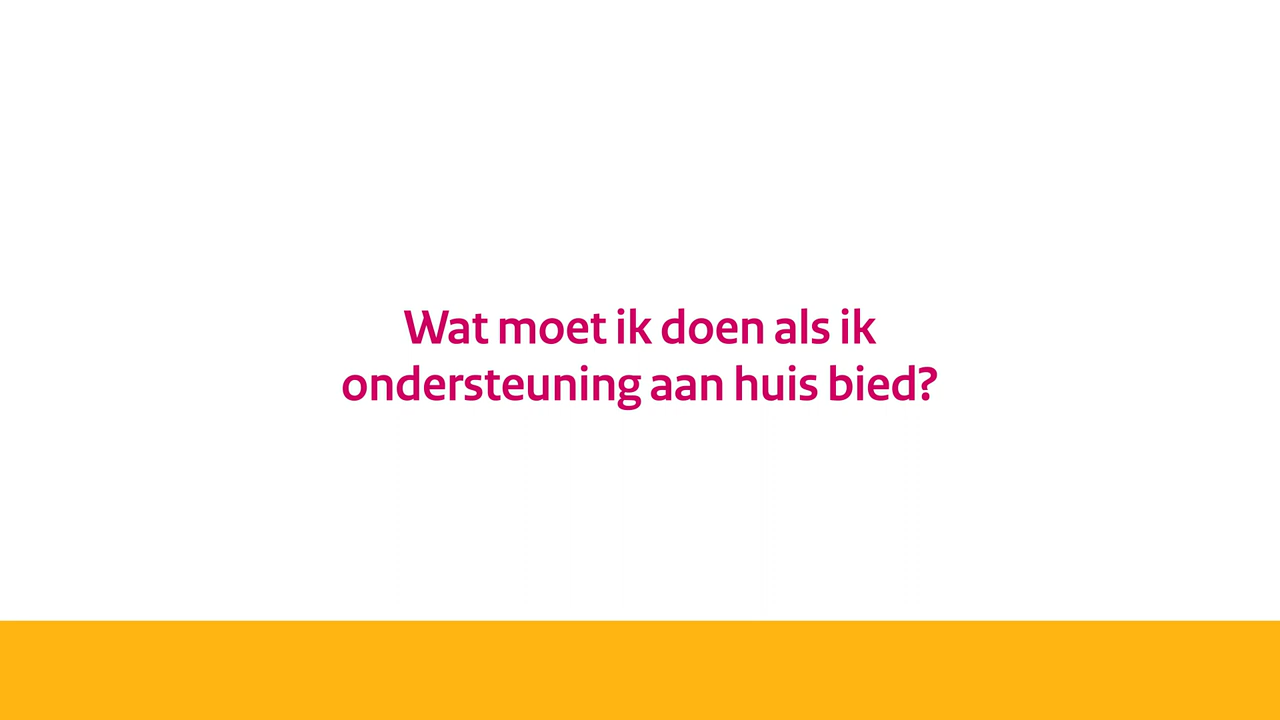 Wat moet ik doen als ik
ondersteuning aan huis bied?